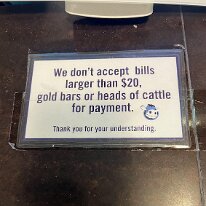 We don't accept bills
larger than $20,
gold bars or heads of cattle
for payment.
Thank you for your understanding.